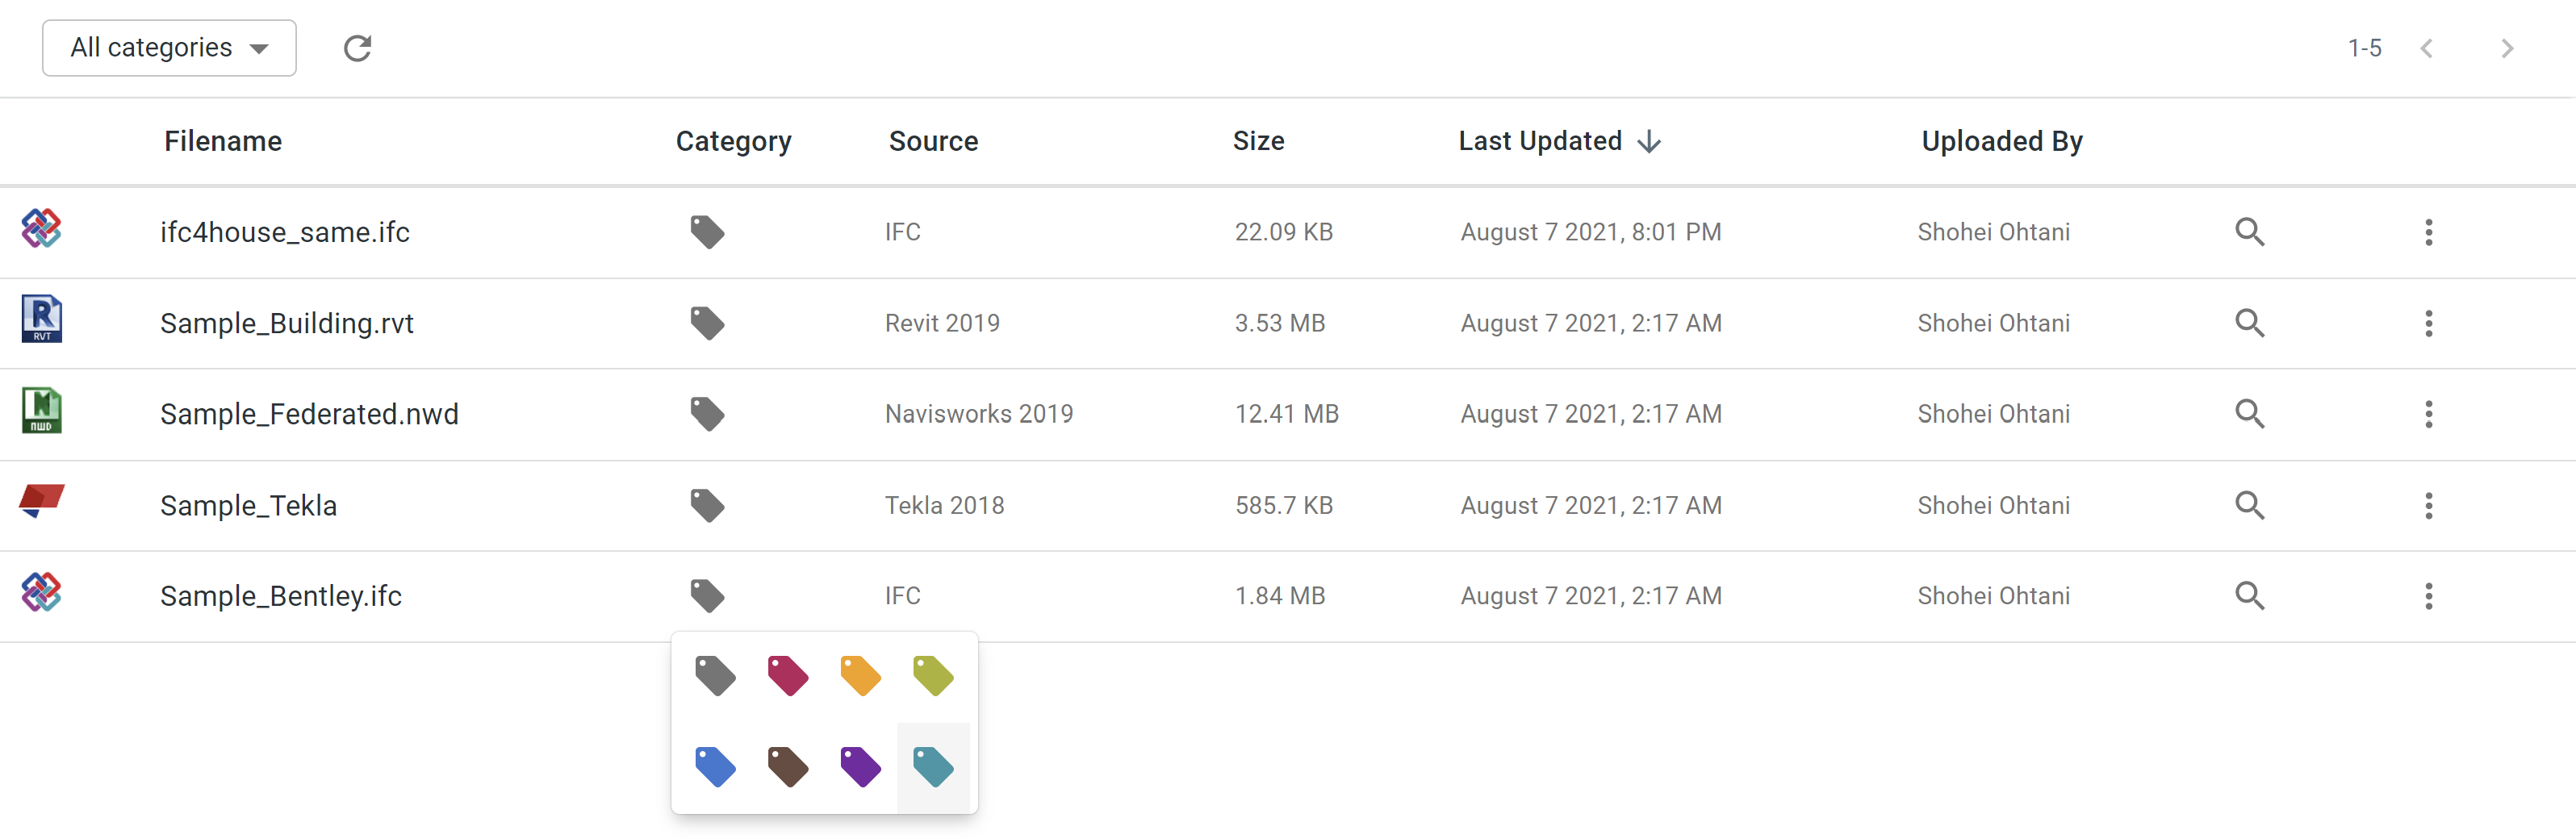 All categories 1-5
Filename Category Source Size Last Updated Uploaded By
ifc4house_same.ifc IFC 22.09 KB August 7 2021, 8:01 PM Shohei Ohtani
R RVT Sample_Building.rvt Revit 2019 3.53 MB August 7 2021, 2:17 AM Shohei Ohtani
N NWD Sample_Federated.nwd Navisworks 2019 12.41 MB August 7 2021, 2:17 AM Shohei Ohtani
Sample_Tekla Tekla 2018 585.7 KB August 7 2021, 2:17 AM Shohei Ohtani
Sample_Bentley.ifc IFC 1.84 MB August 7 2021, 2:17 AM Shohei Ohtani